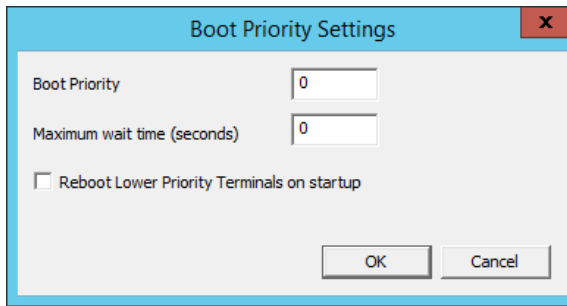 Boot Priority Settings
x
Boot Priority 0
Maximum wait time (seconds) 0
Reboot Lower Priority Terminals on startup
OK Cancel